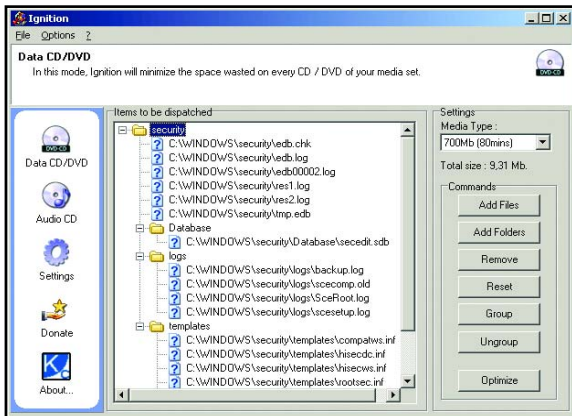 Ignition
File Options ?
Data CD/DVD
In this mode, Ignition will minimize the space wasted on every CD / DVD of your media set.
DVD-CD
DVD-CD
Data CD/DVD
Audio CD
Settings
Donate
K
About...
Items to be dispatched
security
C:\WINDOWS\security\edb.chk
C:\WINDOWS\security\edb.log
C:\WINDOWS\security\edb00002.log
C:\WINDOWS\security\res1.log
C:\WINDOWS\security\res2.log
C:\WINDOWS\security\tmp.edb
Database
C:\WINDOWS\security\Database\secedit.sdb
logs
C:\WINDOWS\security\logs\backup.log
C:\WINDOWS\security\logs\scecomp.old
C:\WINDOWS\security\logs\SceRoot.log
C:\WINDOWS\security\logs\scesetup.log
templates
C:\WINDOWS\security\templates\compatws.inf
C:\WINDOWS\security\templates\hisecdc.inf
C:\WINDOWS\security\templates\hisecws.inf
C:\WINDOWS\security\templates\rootsec.inf
Settings
Media Type :
700Mb (80mins)
Total size : 9,31 Mb.
Commands
Add Files
Add Folders
Remove
Reset
Group
Ungroup
Optimize